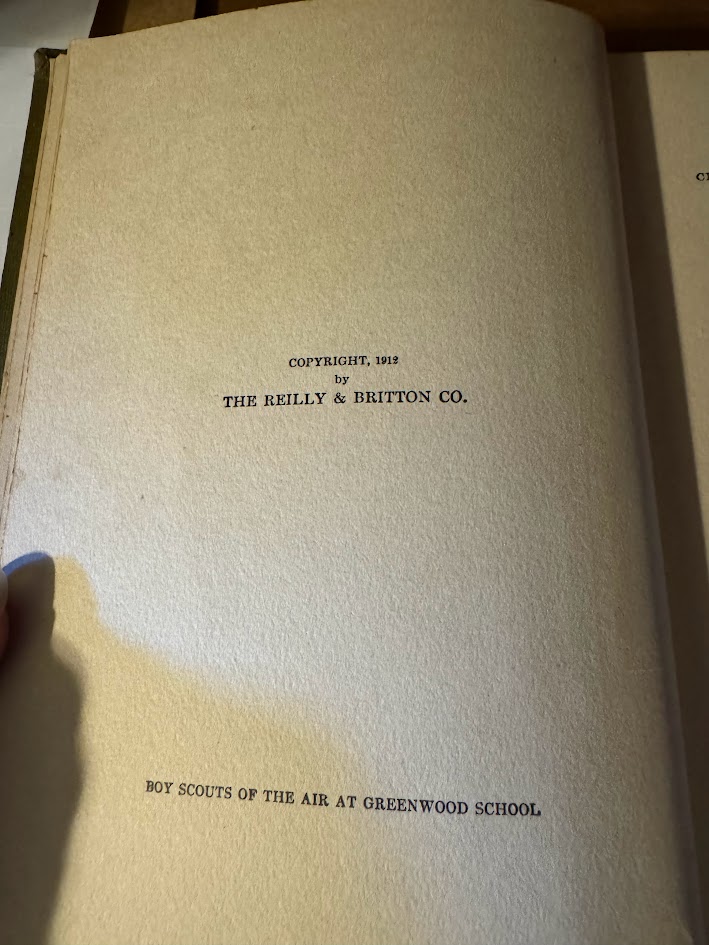 COPYRIGHT, 1912
by
THE REILLY & BRITTON CO.
BOY SCOUTS OF THE AIR AT GREENWOOD SCHOOL